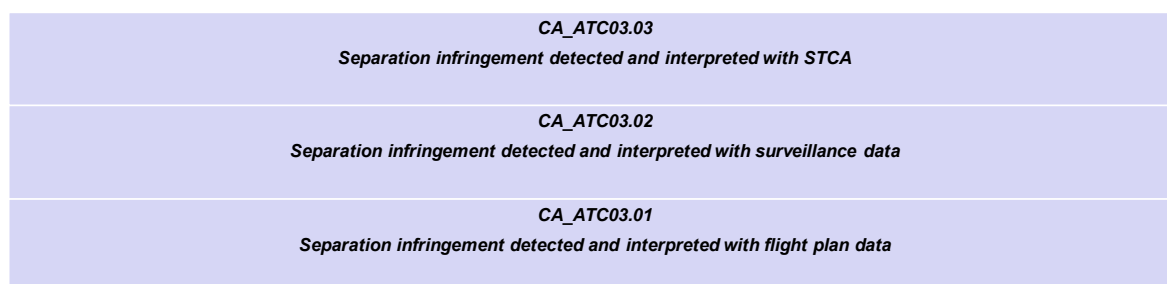 CA_ATC03.03
Separation infringement detected and interpreted with STCA
CA_ATC03.02
Separation infringement detected and interpreted with surveillance data
CA_ATC03.01
Separation infringement detected and interpreted with flight plan data